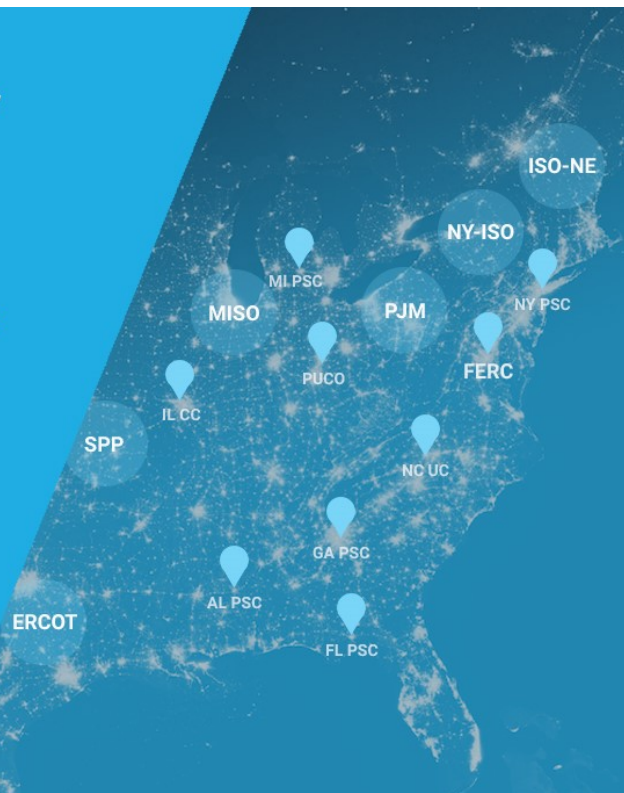 ISO-NE
NY-ISO
MI PSC
NY PSC
MISO
PJM
PUCO
FERC
IL CC
SPP
NC UC
GA PSC
AL PSC
ERCOT
FL PSC